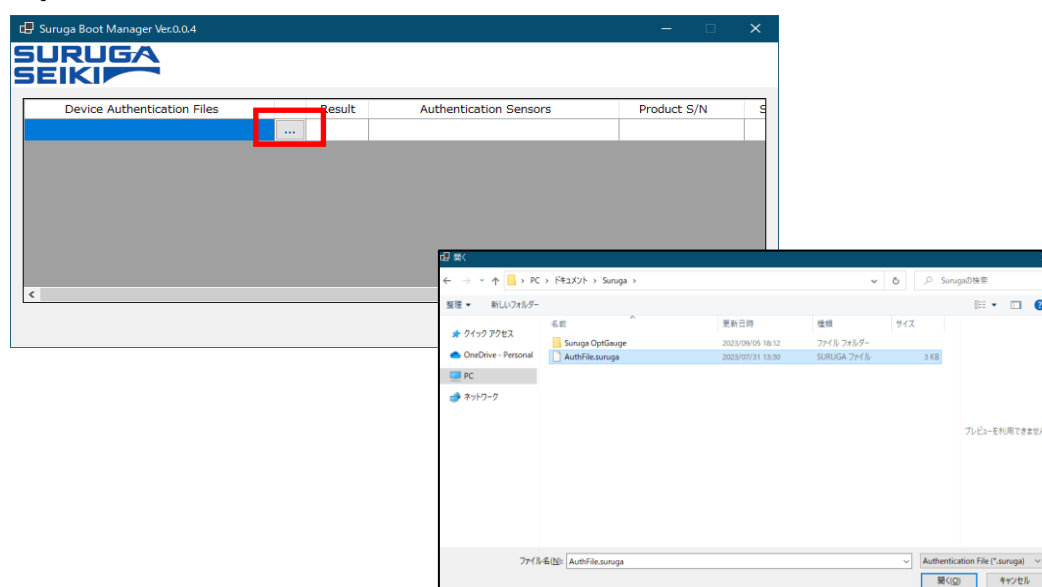 Suruga Boot Manager Ver.0.0.4
SURUGA
SEIKI
Device Authentication Files Result Authentication Sensors Product S/N S
...
開く
PC › ドキュメント › Suruga ›
Surugaの検索
整理 新しいフォルダー
名前 更新日時 種類 サイズ
クイック アクセス
Suruga OptGauge 2023/09/05 18:12 ファイル フォルダー
OneDrive - Personal
AuthFile.suruga 2023/07/31 13:30 SURUGA ファイル 3 KB
PC
ネットワーク
プレビューを利用できませ
ファイル名(N): AuthFile.suruga Authentication File (*.suruga)
開く(O) キャンセル